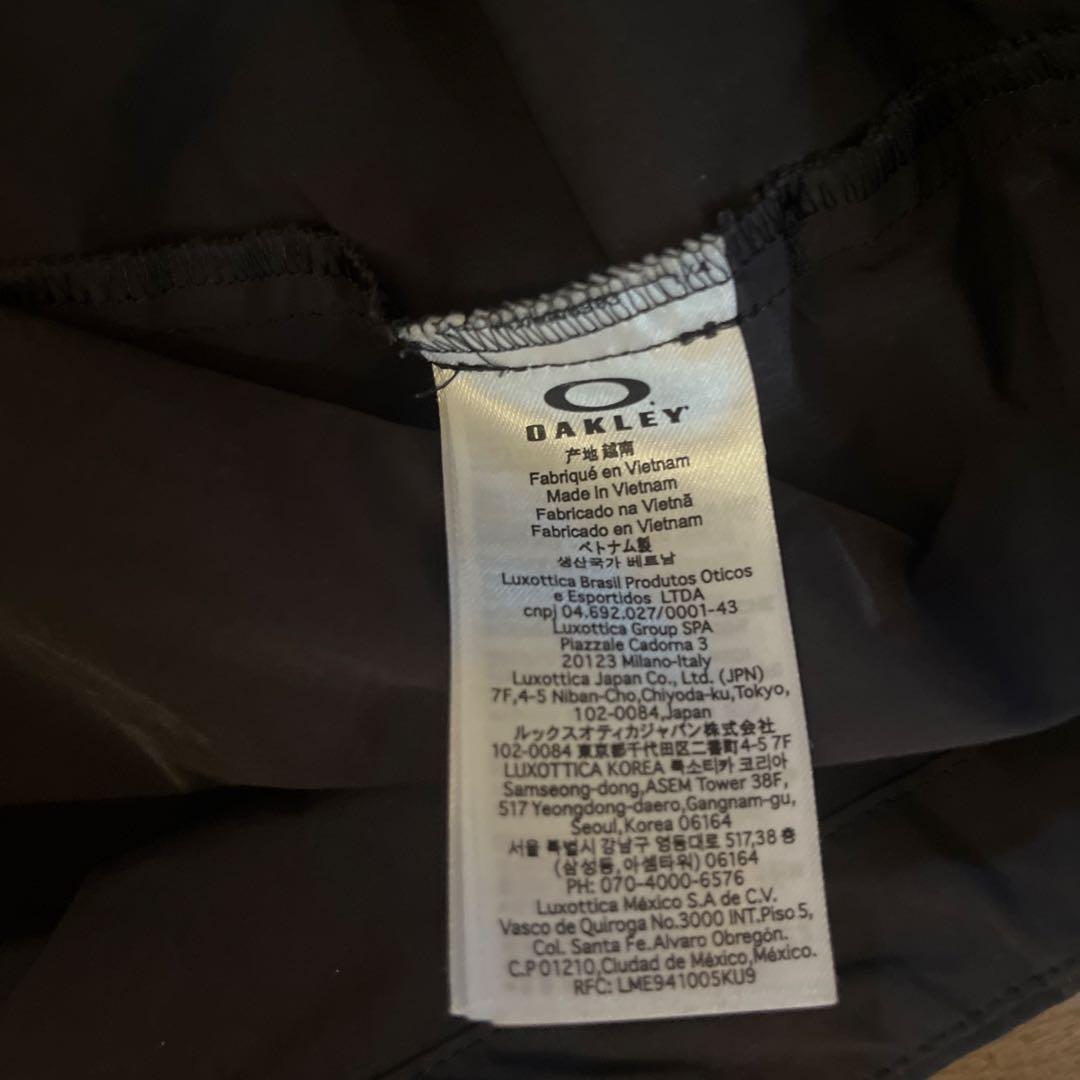 OAKLEY
产地 越南
Fabriqué en Vietnam
Made In Vietnam
Fabricado na Vietnã
Fabricado en Vietnam
ベトナム製
생산국가 베트남
Luxottica Brasil Produtos Oticos
e Esportidos LTDA
cnpj 04.692.027/0001-43
Luxottica Group SPA
Piazzale Cadorna 3
20123 Milano-Italy
Luxottica Japan Co., Ltd. (JPN)
7F,4-5 Niban-Cho,Chiyoda-ku,Tokyo,
102-0084,Japan
ルックスオティカジャパン株式会社
102-0084 東京都千代田区二番町4-5 7F
LUXOTTICA KOREA 룩소티카 코리아
Samseong-dong,ASEM Tower 38F,
517 Yeongdong-daero,Gangnam-gu,
Seoul,Korea 06164
서울 특별시 강남구 영동대로 517,38 층
(삼성동,아셈타워) 06164
PH: 070-4000-6576
Luxottica México S.A de C.V.
Vasco de Quiroga No.3000 INT.Piso 5,
Col. Santa Fe.Alvaro Obregón.
C.P 01210,Ciudad de México,México.
RFC: LME941005KU9